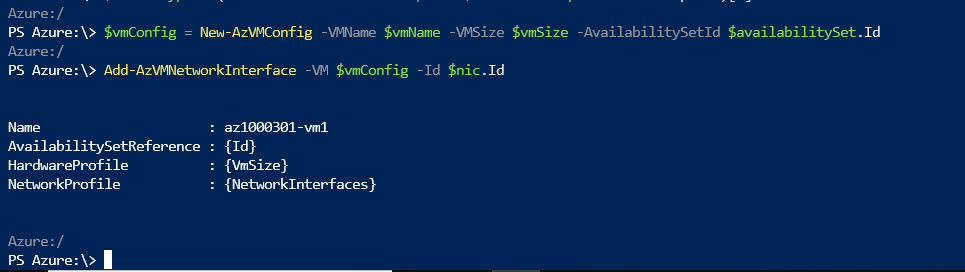 Azure:/
PS Azure:\> $vmConfig = New-AzVMConfig -VMName $vmName -VMSize $vmSize -AvailabilitySetId $availabilitySet.Id
Azure:/
PS Azure:\> Add-AzVMNetworkInterface -VM $vmConfig -Id $nic.Id
Name                     : az1000301-vm1
AvailabilitySetReference : {Id}
HardwareProfile          : {VmSize}
NetworkProfile           : {NetworkInterfaces}
Azure:/
PS Azure:\>